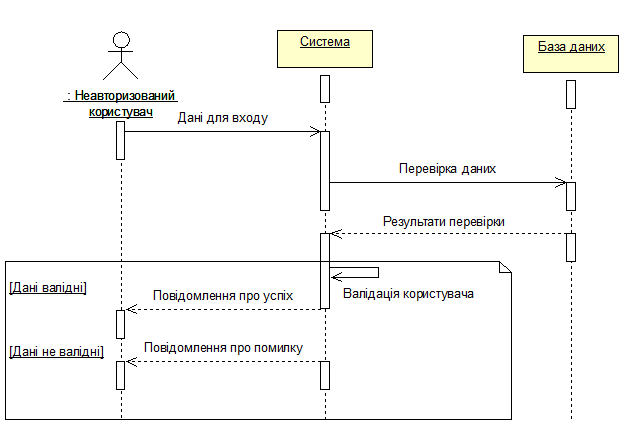 Система
База даних
: Неавторизований
користувач
Дані для входу
Перевірка даних
Результати перевірки
[Дані валідні]
Валідація користувача
Повідомлення про успіх
[Дані не валідні]
Повідомлення про помилку